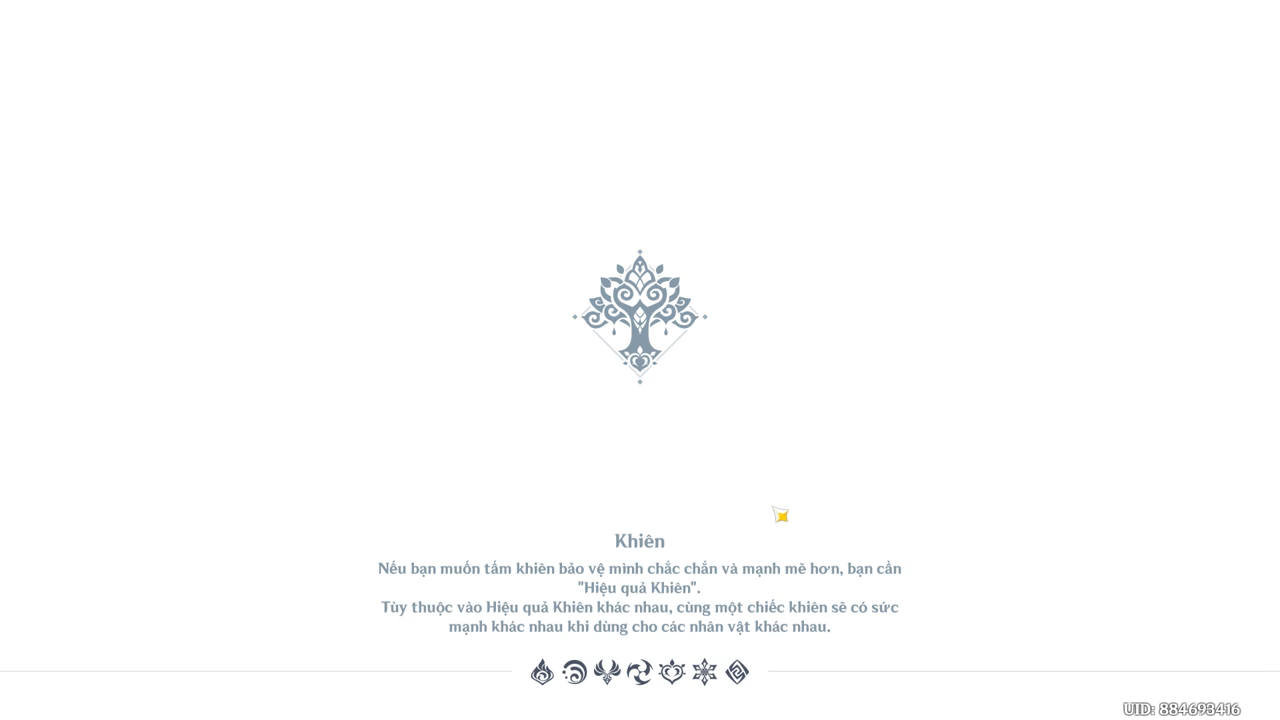 Khiên
Nếu bạn muốn tấm khiên bảo vệ mình chắc chắn và mạnh mẽ hơn, bạn cần
"Hiệu quả Khiên".
Tùy thuộc vào Hiệu quả Khiên khác nhau, cùng một chiếc khiên sẽ có sức
mạnh khác nhau khi dùng cho các nhân vật khác nhau.
UID: 884693416